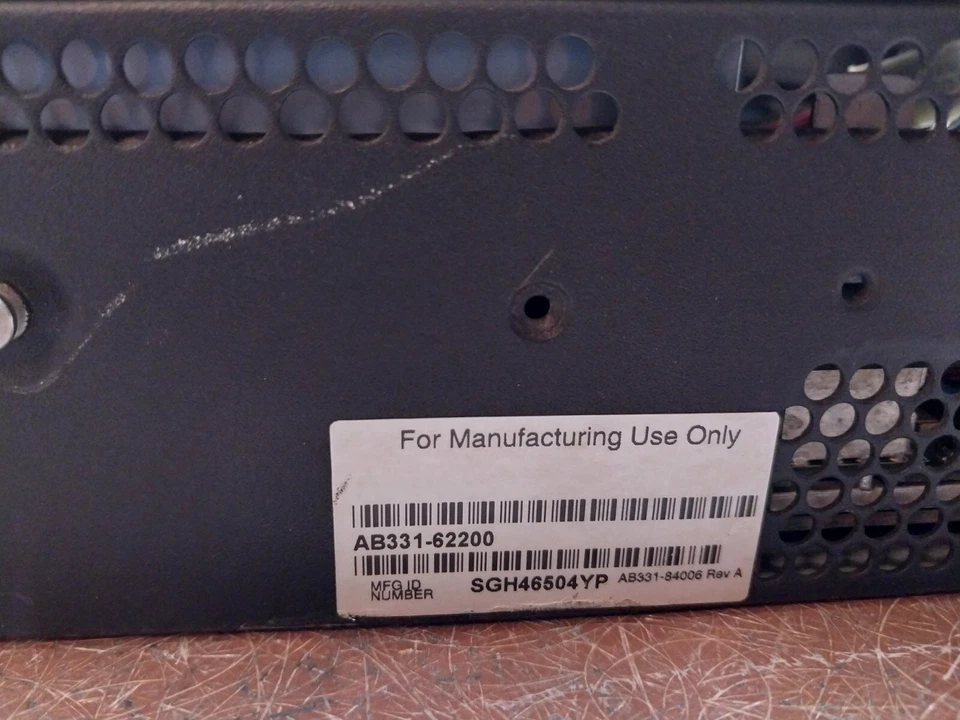 For Manufacturing Use Only
AB331-62200
MFG ID
NUMBER
SGH46504YP
AB331-84006 Rev A